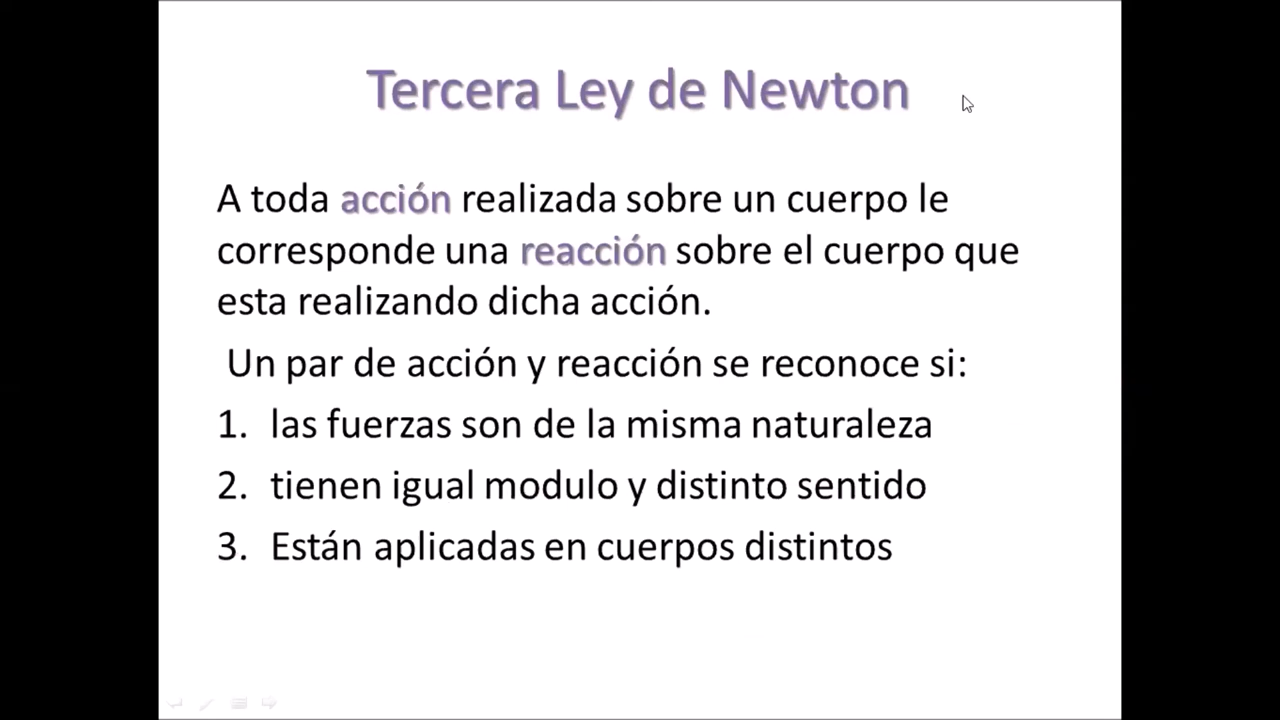 Tercera Ley de Newton
A toda acción realizada sobre un cuerpo le
corresponde una reacción sobre el cuerpo que
esta realizando dicha acción.
Un par de acción y reacción se reconoce si:
1. las fuerzas son de la misma naturaleza
2. tienen igual modulo y distinto sentido
3. Están aplicadas en cuerpos distintos